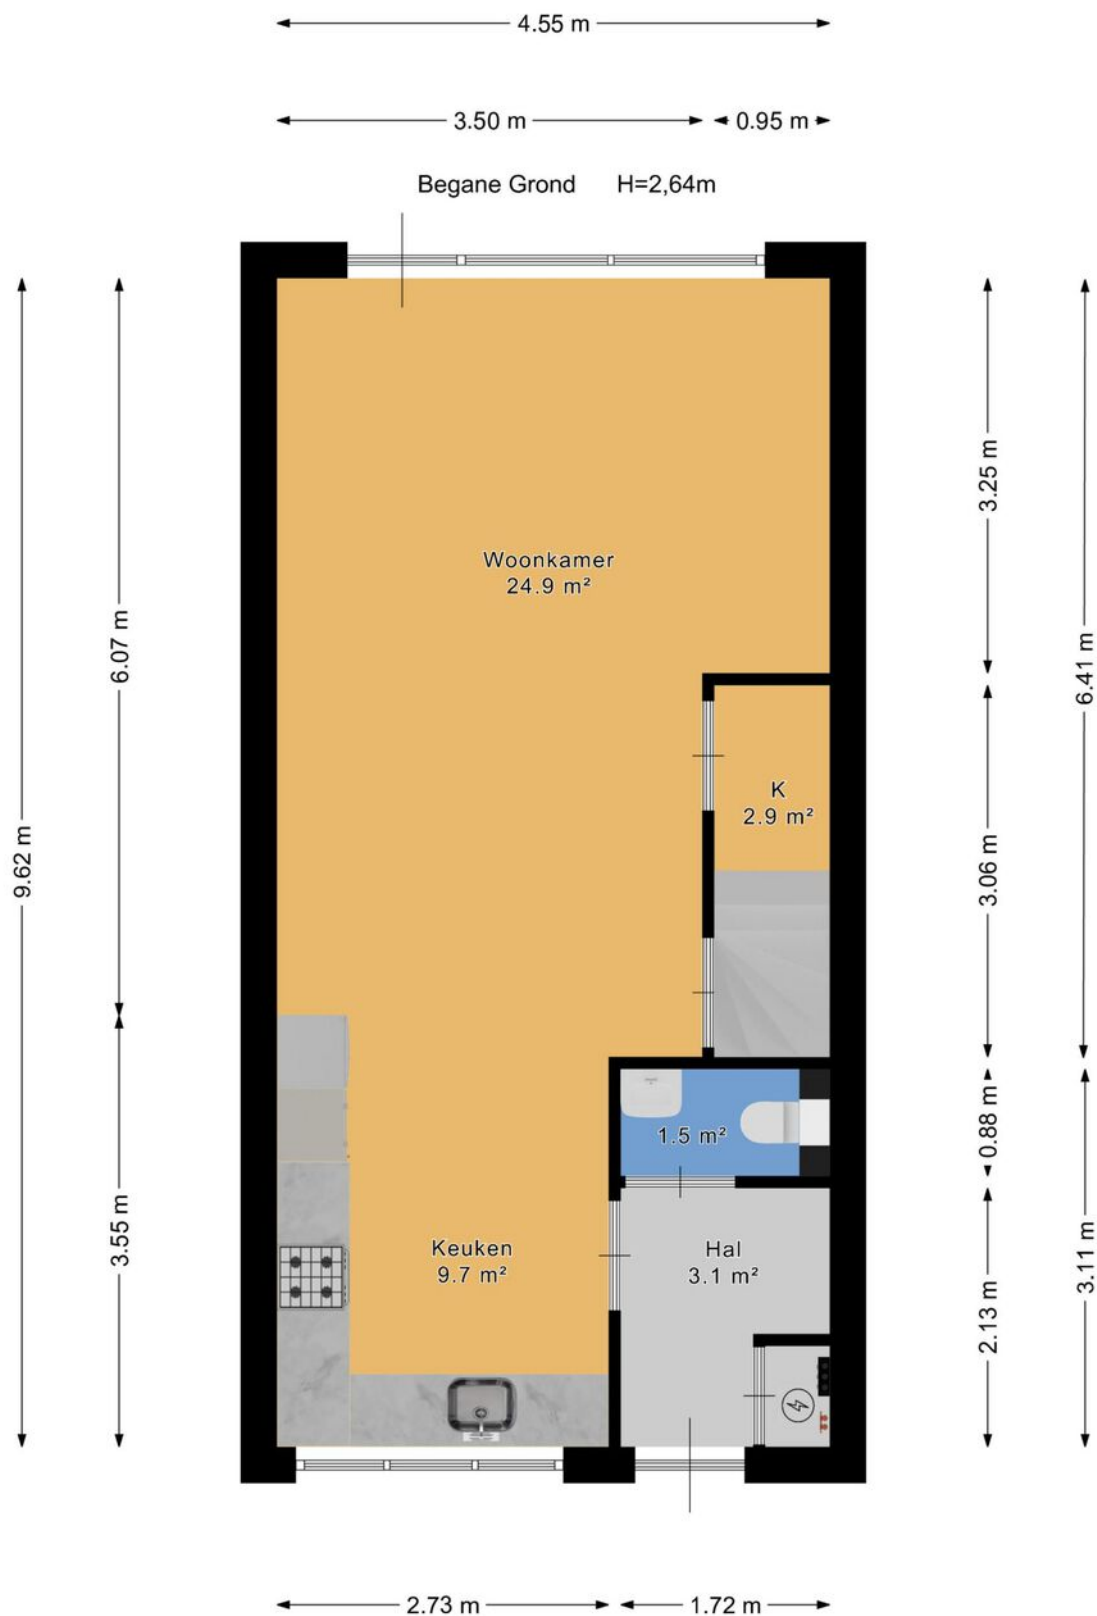 4.55 m
3.50 m
0.95 m
Begane Grond H=2,64m
9.62 m
6.07 m
3.55 m
3.25 m
3.06 m
0.88 m
2.13 m
6.41 m
3.11 m
Woonkamer
24.9 m²
K
2.9 m²
1.5 m²
Keuken
9.7 m²
Hal
3.1 m²
2.73 m
1.72 m